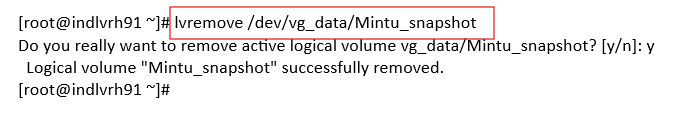 [root@indlvrh91 ~]# lvremove /dev/vg_data/Mintu_snapshot
Do you really want to remove active logical volume vg_data/Mintu_snapshot? [y/n]: y
Logical volume "Mintu_snapshot" successfully removed.
[root@indlvrh91 ~]#